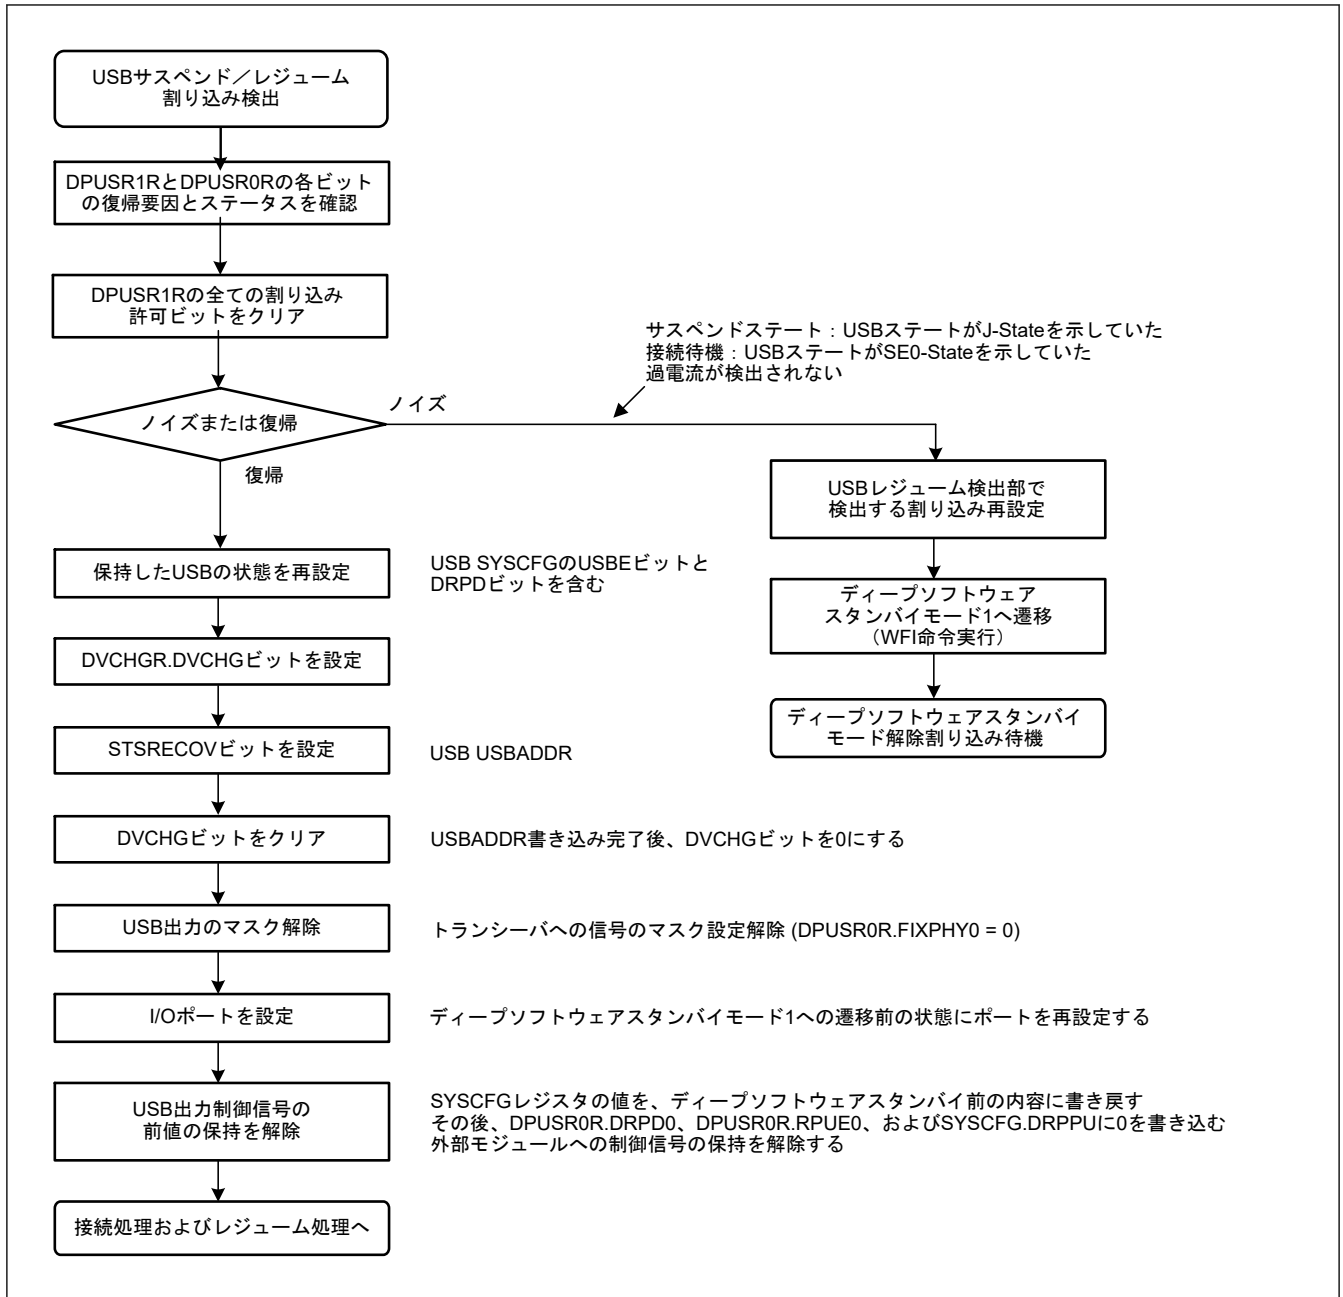 USBサスペンド／レジューム
割り込み検出
DPUSR1RとDPUSR0Rの各ビット
の復帰要因とステータスを確認
DPUSR1Rの全ての割り込み
許可ビットをクリア
サスペンドステート：USBステートがJ-Stateを示していた
接続待機：USBステートがSE0-Stateを示していた
過電流が検出されない
ノイズまたは復帰
ノイズ
復帰
USBレジューム検出部で
検出する割り込み再設定
保持したUSBの状態を再設定
USB SYSCFGのUSBEビットと
DRPDビットを含む
ディープソフトウェア
スタンバイモード1へ遷移
（WFI命令実行）
DVCHGR.DVCHGビットを設定
ディープソフトウェアスタンバイ
モード解除割り込み待機
STSRECOVビットを設定
USB USBADDR
DVCHGビットをクリア
USBADDR書き込み完了後、DVCHGビットを0にする
USB出力のマスク解除
トランシーバへの信号のマスク設定解除 (DPUSR0R.FIXPHY0 = 0)
I/Oポートを設定
ディープソフトウェアスタンバイモード1への遷移前の状態にポートを再設定する
USB出力制御信号の
前値の保持を解除
SYSCFGレジスタの値を、ディープソフトウェアスタンバイ前の内容に書き戻す
その後、DPUSR0R.DRPD0、DPUSR0R.RPUE0、およびSYSCFG.DRPPUに0を書き込む
外部モジュールへの制御信号の保持を解除する
接続処理およびレジューム処理へ